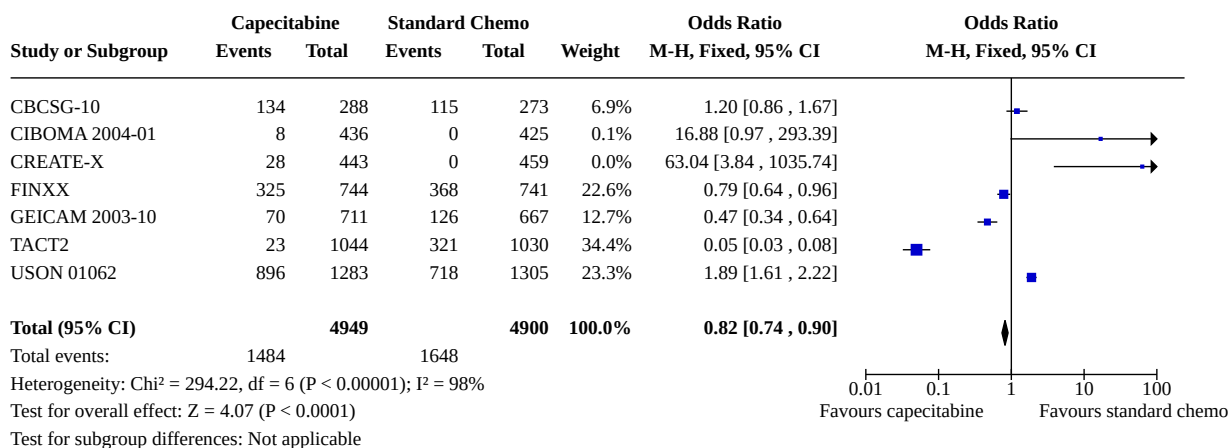 Capecitabine Standard Chemo Odds Ratio Odds Ratio
Study or Subgroup Events Total Events Total Weight M-H, Fixed, 95% CI M-H, Fixed, 95% CI
CBCSG-10 134 288 115 273 6.9% 1.20 [0.86 , 1.67]
CIBOMA 2004-01 8 436 0 425 0.1% 16.88 [0.97 , 293.39]
CREATE-X 28 443 0 459 0.0% 63.04 [3.84 , 1035.74]
FINXX 325 744 368 741 22.6% 0.79 [0.64 , 0.96]
GEICAM 2003-10 70 711 126 667 12.7% 0.47 [0.34 , 0.64]
TACT2 23 1044 321 1030 34.4% 0.05 [0.03 , 0.08]
USON 01062 896 1283 718 1305 23.3% 1.89 [1.61 , 2.22]
Total (95% CI) 4949 4900 100.0% 0.82 [0.74 , 0.90]
Total events: 1484 1648
Heterogeneity: Chi² = 294.22, df = 6 (P < 0.00001); I² = 98%
0.01 0.1 1 10 100
Test for overall effect: Z = 4.07 (P < 0.0001)
Favours capecitabine Favours standard chemo
Test for subgroup differences: Not applicable